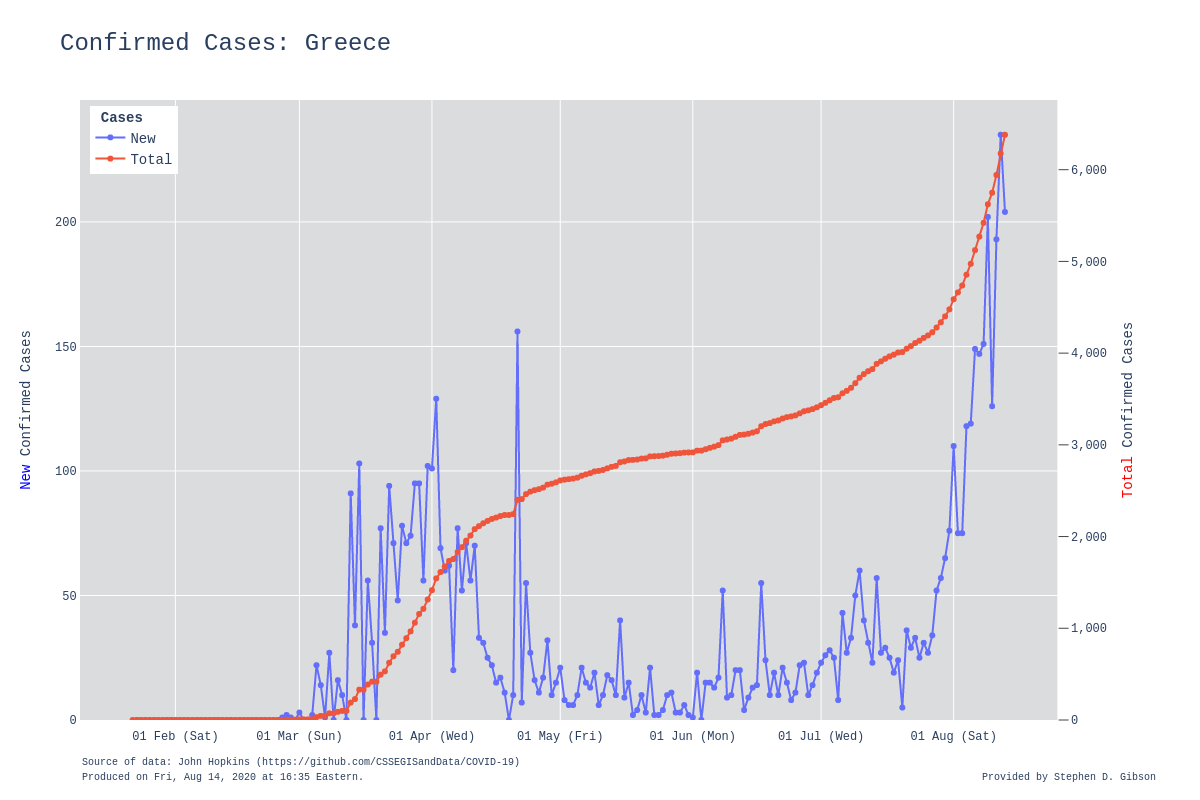 Confirmed Cases: Greece
Cases
New
Total
200
150
100
50
0
6,000
5,000
4,000
3,000
2,000
1,000
0
New Confirmed Cases
Total Confirmed Cases
01 Feb (Sat) 01 Mar (Sun) 01 Apr (Wed) 01 May (Fri) 01 Jun (Mon) 01 Jul (Wed) 01 Aug (Sat)
Source of data: John Hopkins (https://github.com/CSSEGISandData/COVID-19)
Produced on Fri, Aug 14, 2020 at 16:35 Eastern.
Provided by Stephen D. Gibson